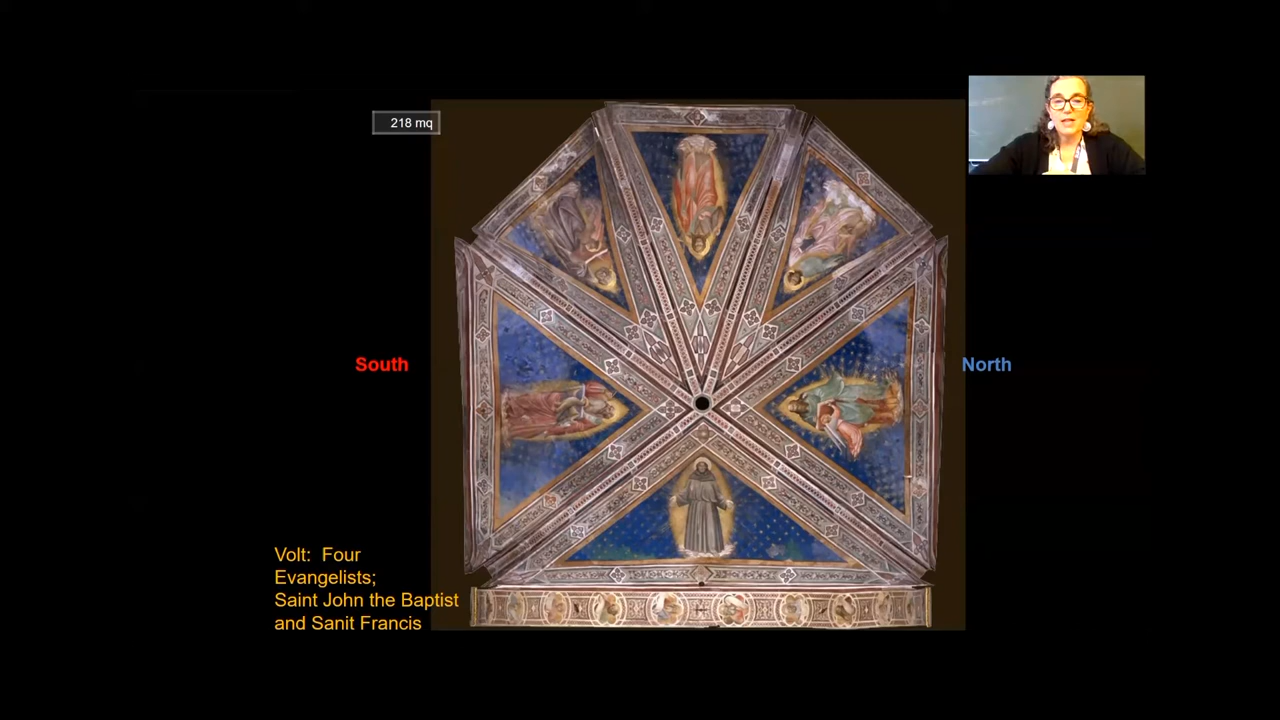 218 mq
South
North
Volt: Four
Evangelists;
Saint John the Baptist
and Sanit Francis